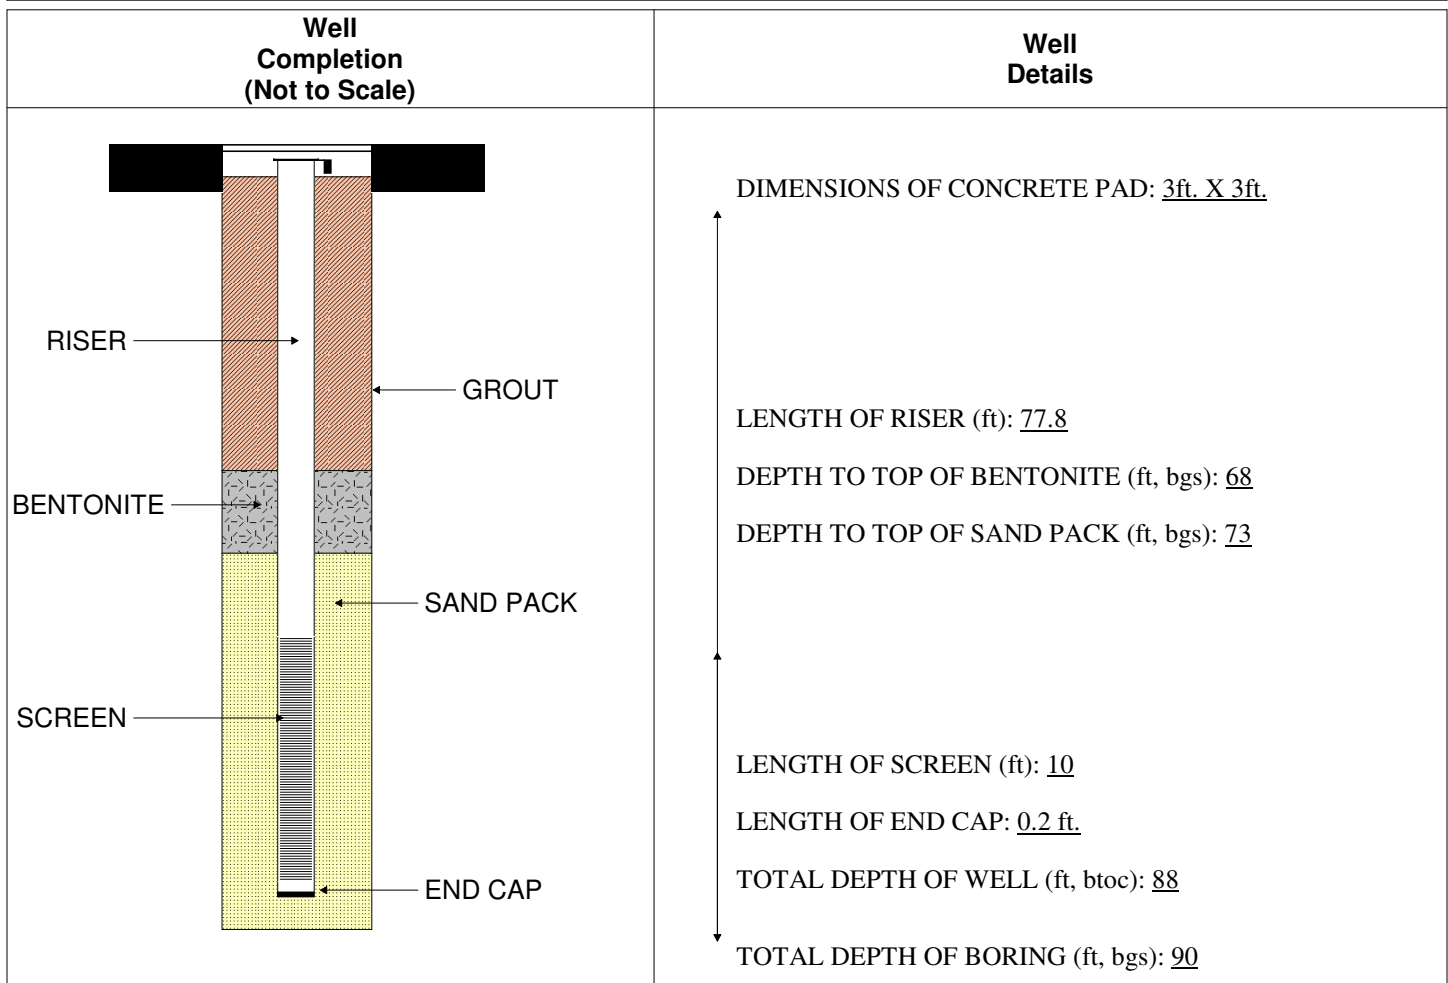 Well
Completion
(Not to Scale)
Well
Details
RISER
GROUT
BENTONITE
SAND PACK
SCREEN
END CAP
DIMENSIONS OF CONCRETE PAD: 3ft. X 3ft.
LENGTH OF RISER (ft): 77.8
DEPTH TO TOP OF BENTONITE (ft, bgs): 68
DEPTH TO TOP OF SAND PACK (ft, bgs): 73
LENGTH OF SCREEN (ft): 10
LENGTH OF END CAP: 0.2 ft.
TOTAL DEPTH OF WELL (ft, btoc): 88
TOTAL DEPTH OF BORING (ft, bgs): 90